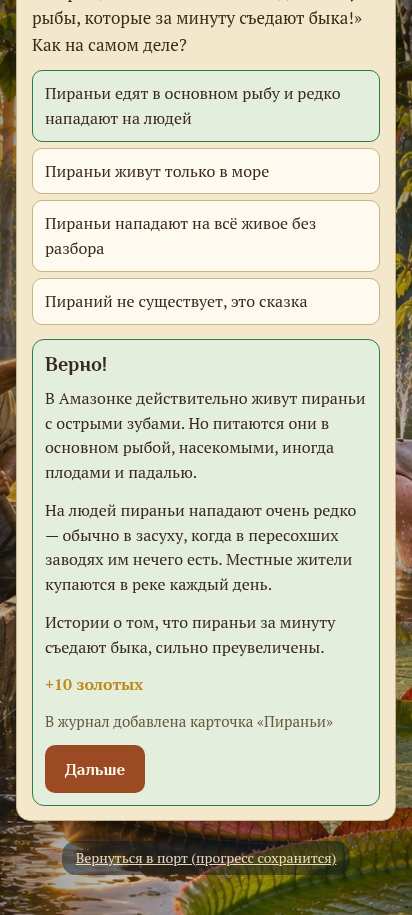 рыбы, которые за минуту съедают быка!»
Как на самом деле?
Пираньи едят в основном рыбу и редко
нападают на людей
Пираньи живут только в море
Пираньи нападают на всё живое без
разбора
Пираний не существует, это сказка
Верно!
В Амазонке действительно живут пираньи
с острыми зубами. Но питаются они в
основном рыбой, насекомыми, иногда
плодами и падалью.
На людей пираньи нападают очень редко
— обычно в засуху, когда в пересохших
заводях им нечего есть. Местные жители
купаются в реке каждый день.
Истории о том, что пираньи за минуту
съедают быка, сильно преувеличены.
+10 золотых
В журнал добавлена карточка «Пираньи»
Дальше
Вернуться в порт (прогресс сохранится)